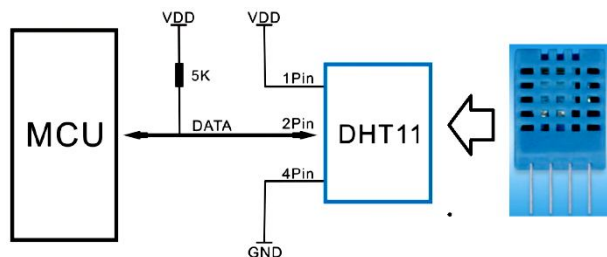 VDD
VDD
5K
1Pin
MCU
DATA
2Pin
DHT11
4Pin
GND